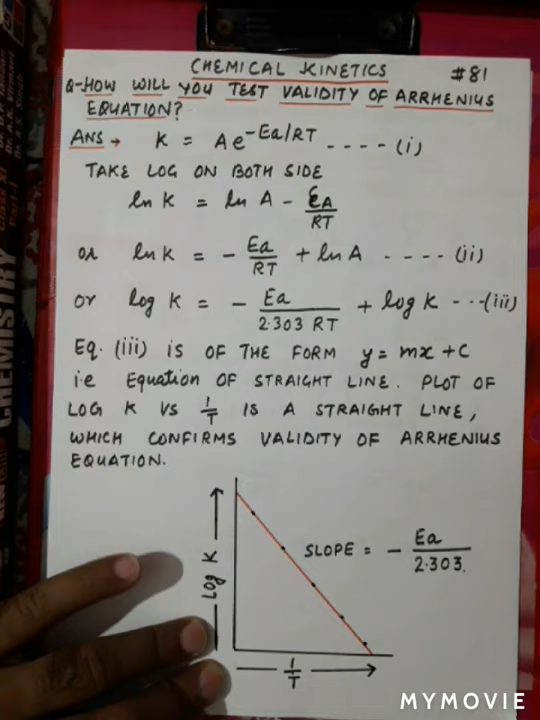 CHEMICAL KINETICS #81
Q-HOW WILL YOU TEST VALIDITY OF ARRHENIUS
EQUATION?
ANS → K = Ae^-Ea/RT ---- (i)
TAKE LOG ON BOTH SIDE
ln K = ln A - EA/RT
or ln K = - Ea/RT + ln A ---- (ii)
or log K = - Ea/2.303 RT + log K ---(iii)
Eq. (iii) IS OF THE FORM y = mx + C
i.e EQUATION OF STRAIGHT LINE. PLOT OF
LOG K VS 1/T IS A STRAIGHT LINE,
WHICH CONFIRMS VALIDITY OF ARRHENIUS
EQUATION.
SLOPE = - Ea/2.303.
Log K →
1/T →
CHEMISTRY
MYMOVIE